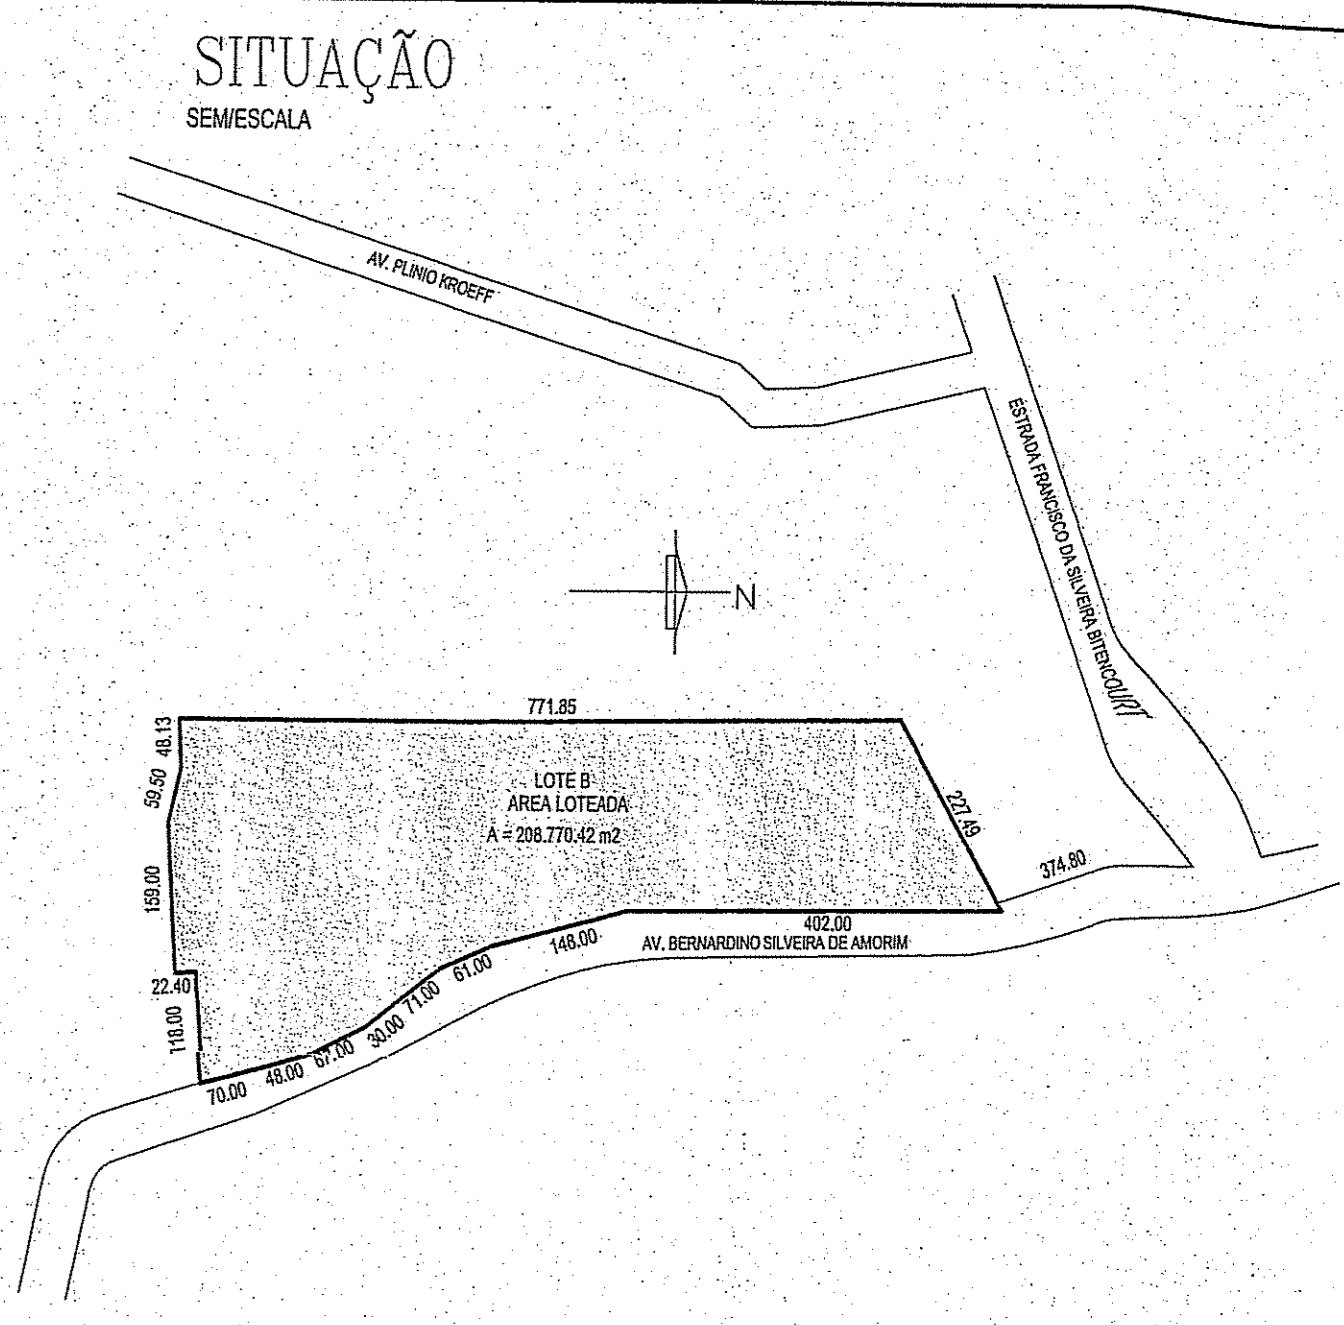 SITUAÇÃO
SEM/ESCALA
AV. PLINIO KROEFF
ESTRADA FRANCISCO DA SILVEIRA BITENCOURT
N
771.85
48.13
59.50
LOTE B
AREA LOTEADA
A = 208.770.42 m2
227.49
159.00
374.80
402.00
AV. BERNARDINO SILVEIRA DE AMORIM
148.00
61.00
22.40
71.00
118.00
30.00
67.00
48.00
70.00